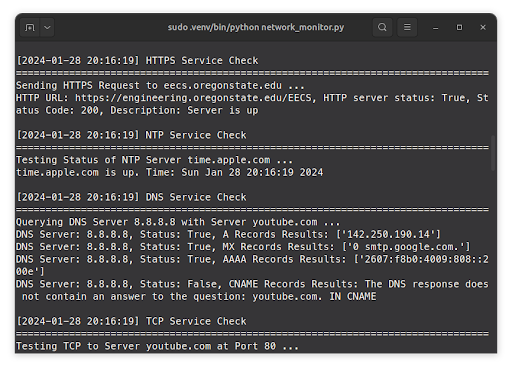 sudo .venv/bin/python network_monitor.py
[2024-01-28 20:16:19] HTTPS Service Check
================================================================================
Sending HTTPS Request to eecs.oregonstate.edu ...
HTTP URL: https://engineering.oregonstate.edu/EECS, HTTP server status: True, St
atus Code: 200, Description: Server is up
[2024-01-28 20:16:19] NTP Service Check
================================================================================
Testing Status of NTP Server time.apple.com ...
time.apple.com is up. Time: Sun Jan 28 20:16:19 2024
[2024-01-28 20:16:19] DNS Service Check
================================================================================
Querying DNS Server 8.8.8.8 with Server youtube.com ...
DNS Server: 8.8.8.8, Status: True, A Records Results: ['142.250.190.14']
DNS Server: 8.8.8.8, Status: True, MX Records Results: ['0 smtp.google.com.']
DNS Server: 8.8.8.8, Status: True, AAAA Records Results: ['2607:f8b0:4009:808::2
00e']
DNS Server: 8.8.8.8, Status: False, CNAME Records Results: The DNS response does
 not contain an answer to the question: youtube.com. IN CNAME
[2024-01-28 20:16:19] TCP Service Check
================================================================================
Testing TCP to Server youtube.com at Port 80 ...